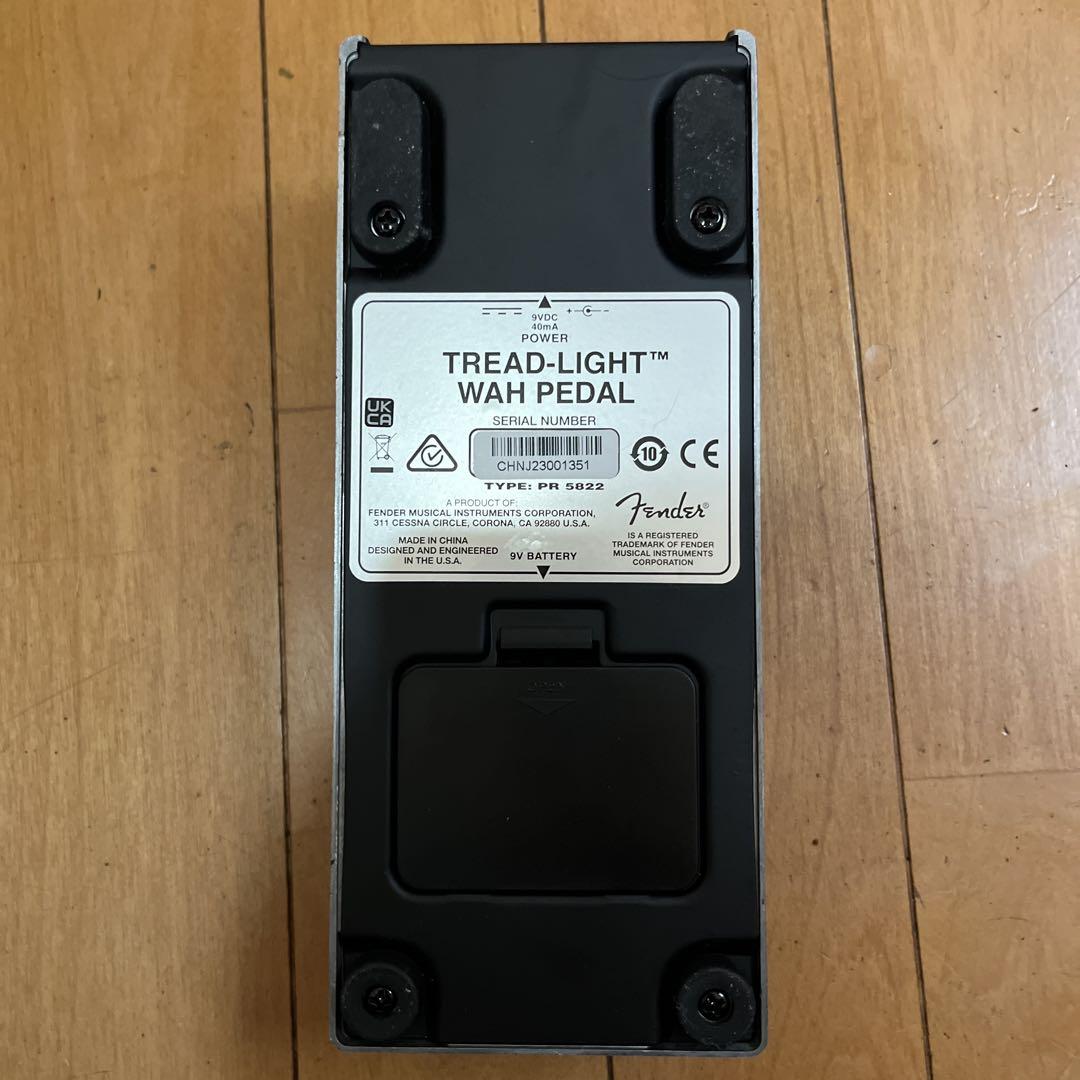 9VDC
40mA
POWER
TREAD-LIGHT™
WAH PEDAL
UK
CA
SERIAL NUMBER
CHNJ23001351
10
CE
TYPE: PR 5822
A PRODUCT OF:
FENDER MUSICAL INSTRUMENTS CORPORATION,
311 CESSNA CIRCLE, CORONA, CA 92880 U.S.A.
MADE IN CHINA
DESIGNED AND ENGINEERED
IN THE U.S.A.
9V BATTERY
Fender®
IS A REGISTERED
TRADEMARK OF FENDER
MUSICAL INSTRUMENTS
CORPORATION
OPEN